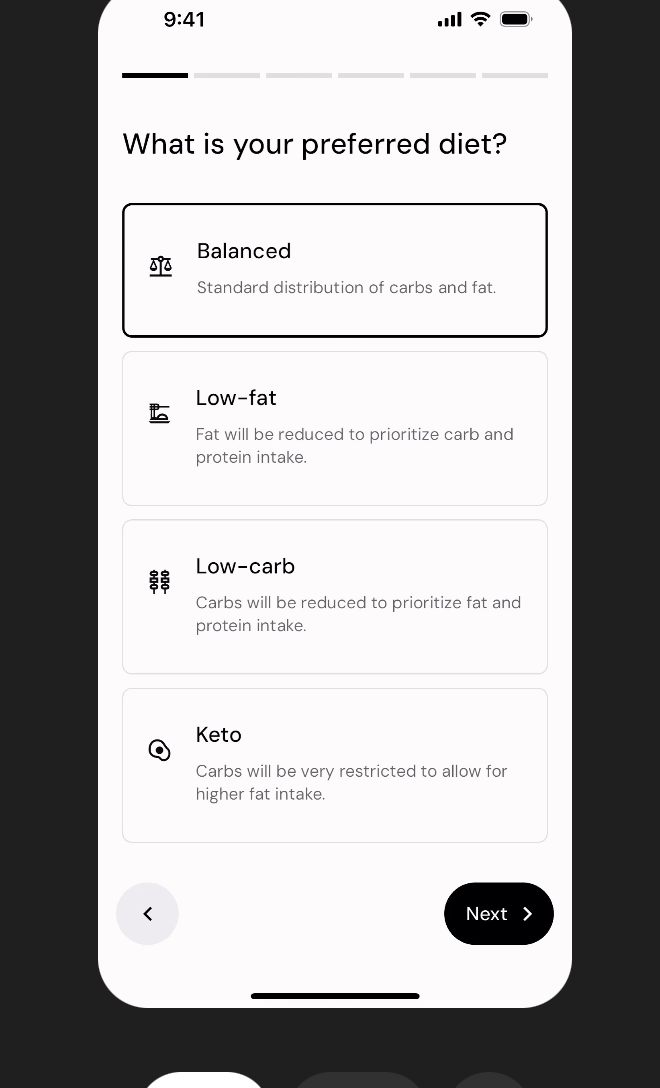 9:41
What is your preferred diet?
Balanced
Standard distribution of carbs and fat.
Low-fat
Fat will be reduced to prioritize carb and
protein intake.
Low-carb
Carbs will be reduced to prioritize fat and
protein intake.
Keto
Carbs will be very restricted to allow for
higher fat intake.
Next